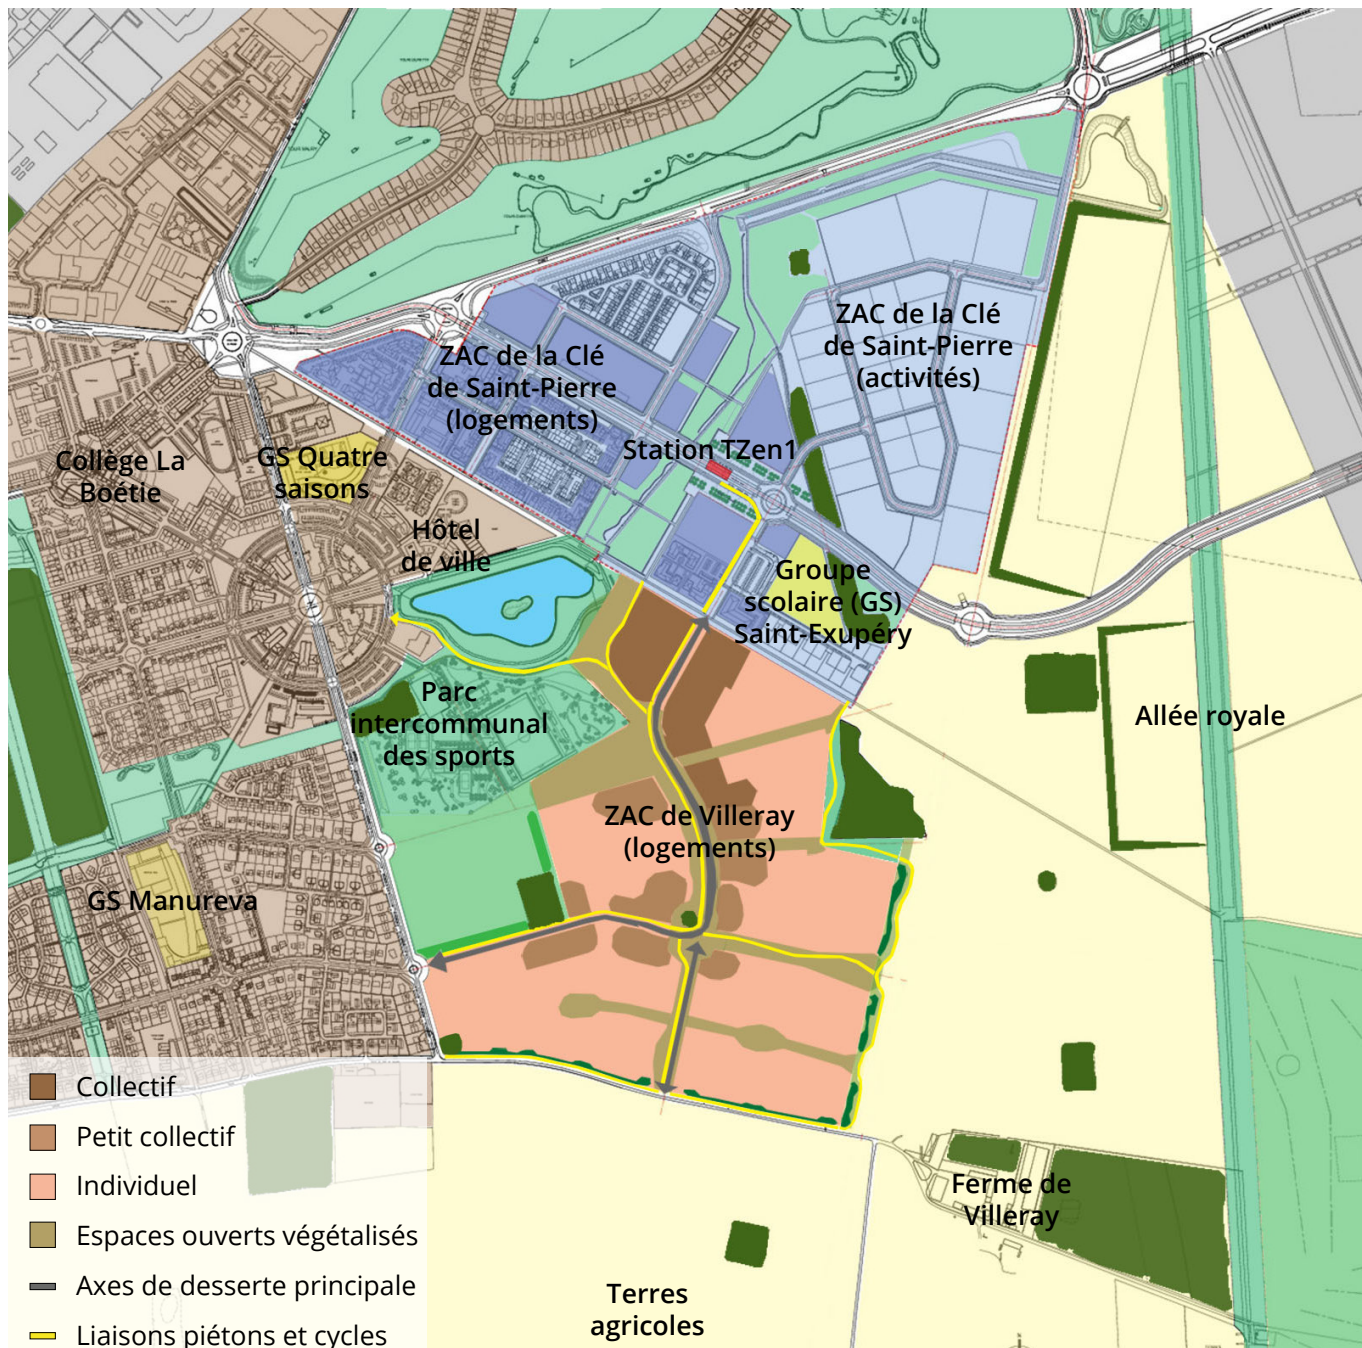 ZAC de la Clé
de Saint-Pierre
(activités)
ZAC de la Clé
de Saint-Pierre
(logements)
Station TZen1
Collège La
Boétie
GS Quatre
saisons
Hôtel
de ville
Groupe
scolaire (GS)
Saint-Exupéry
Parc
intercommunal
des sports
Allée royale
ZAC de Villeray
(logements)
GS Manureva
Ferme de
Villeray
Terres
agricoles
Collectif
Petit collectif
Individuel
Espaces ouverts végétalisés
Axes de desserte principale
Liaisons piétons et cycles